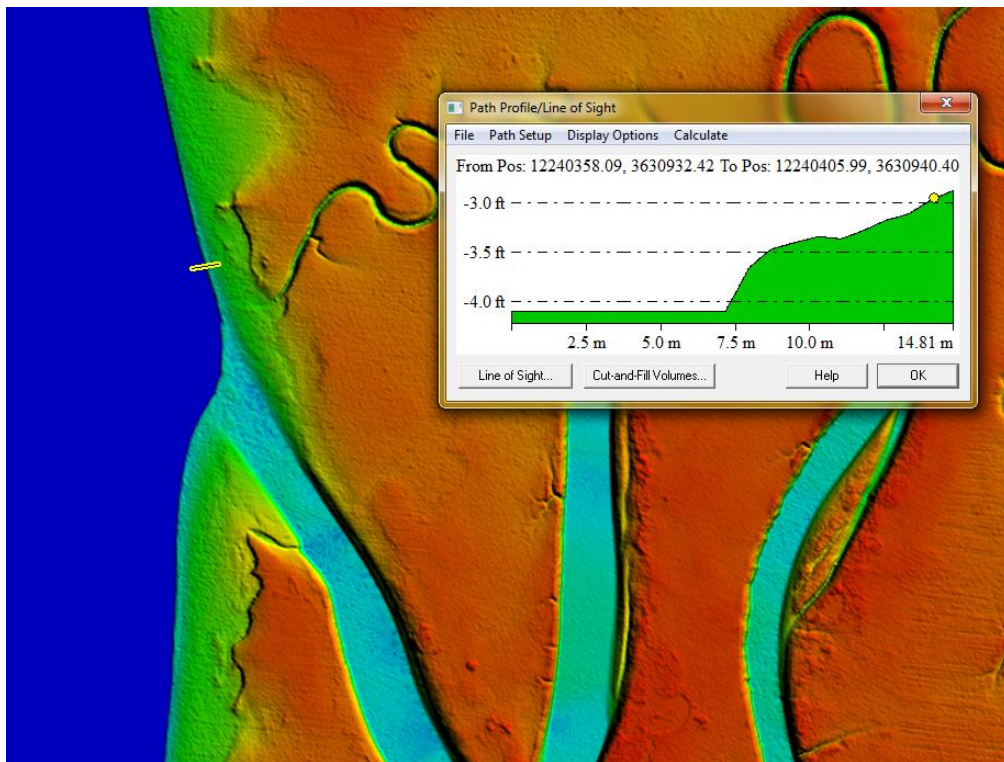 Path Profile/Line of Sight
File Path Setup Display Options Calculate
From Pos: 12240358.09, 3630932.42 To Pos: 12240405.99, 3630940.40
-3.0 ft
-3.5 ft
-4.0 ft
2.5 m 5.0 m 7.5 m 10.0 m 14.81 m
Line of Sight... Cut-and-Fill Volumes... Help OK